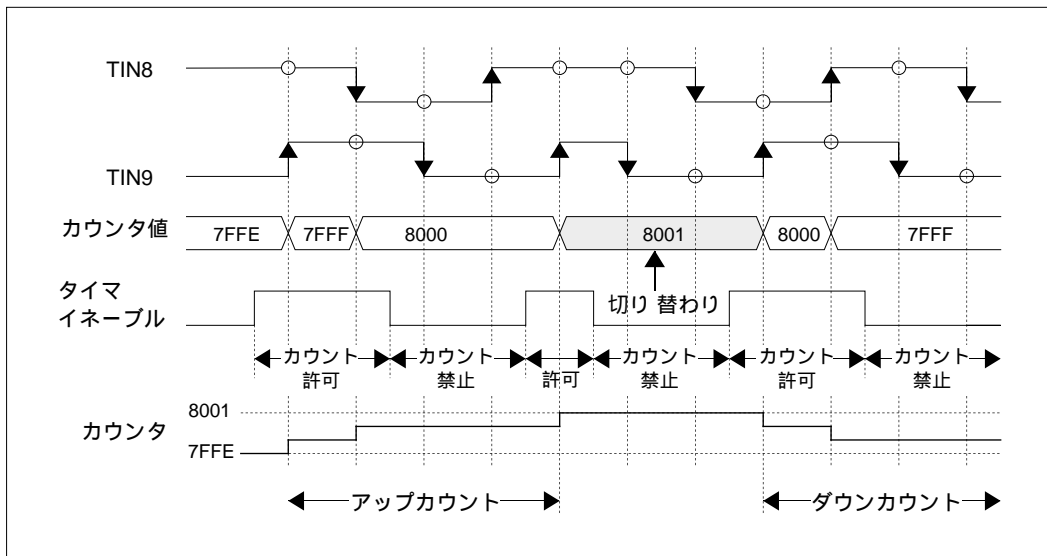 TIN8
TIN9
カウンタ値
7FFE
7FFF
8000
8001
8000
7FFF
切り替わり
タイマ
イネーブル
カウント
許可
カウント
禁止
許可
カウント
禁止
カウント
許可
カウント
禁止
8001
カウンタ
7FFE
アップカウント
ダウンカウント